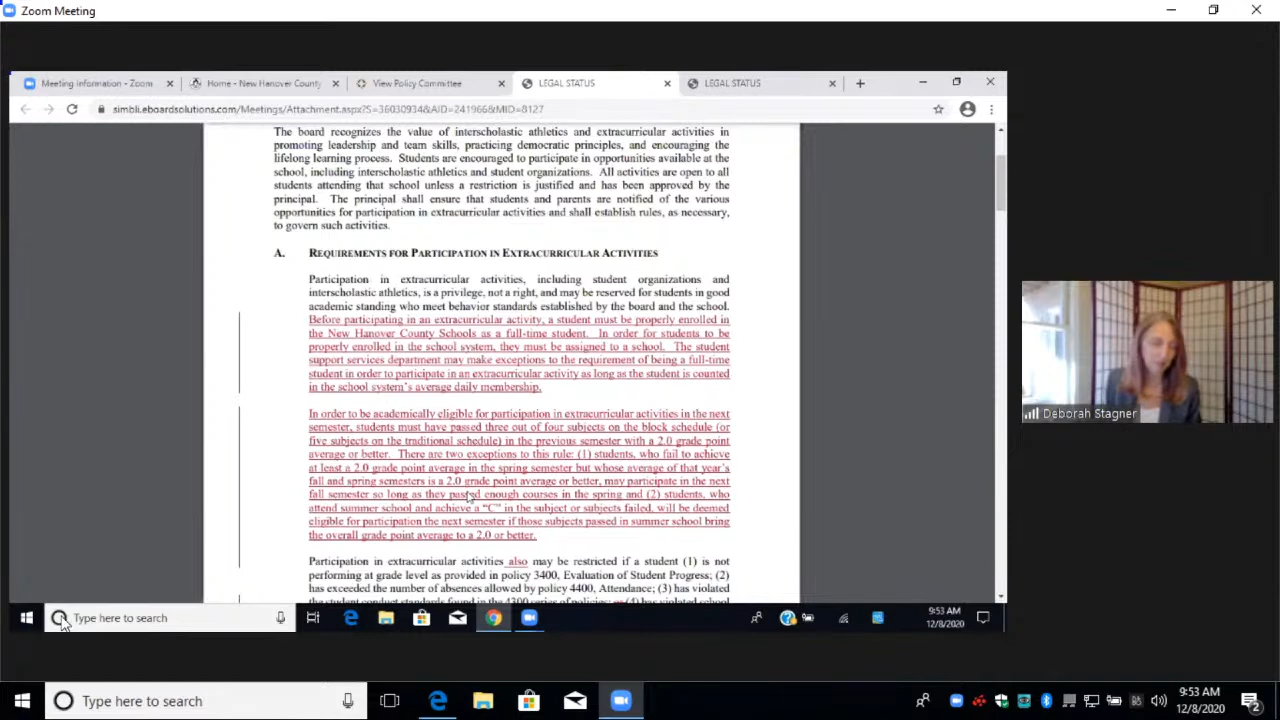 Zoom Meeting
Meeting Information - Zoom
Home - New Hanover County
View Policy Committee
LEGAL STATUS
LEGAL STATUS
simbli.eboardsolutions.com/Meetings/Attachment.aspx?S=36030934&AID=241966&MID=8127
The board recognizes the value of interscholastic athletics and extracurricular activities in
promoting leadership and team skills, practicing democratic principles, and encouraging the
lifelong learning process. Students are encouraged to participate in opportunities available at the
school, including interscholastic athletics and student organizations. All activities are open to all
students attending that school unless a restriction is justified and has been approved by the
principal. The principal shall ensure that students and parents are notified of the various
opportunities for participation in extracurricular activities and shall establish rules, as necessary,
to govern such activities.
A. REQUIREMENTS FOR PARTICIPATION IN EXTRACURRICULAR ACTIVITIES
Participation in extracurricular activities, including student organizations and
interscholastic athletics, is a privilege, not a right, and may be reserved for students in good
academic standing who meet behavior standards established by the board and the school.
Before participating in an extracurricular activity, a student must be properly enrolled in
the New Hanover County Schools as a full-time student. In order for students to be
properly enrolled in the school system, they must be assigned to a school. The student
support services department may make exceptions to the requirement of being a full-time
student in order to participate in an extracurricular activity as long as the student is counted
in the school system's average daily membership.
In order to be academically eligible for participation in extracurricular activities in the next
semester, students must have passed three out of four subjects on the block schedule (or
five subjects on the traditional schedule) in the previous semester with a 2.0 grade point
average or better. There are two exceptions to this rule: (1) students, who fail to achieve
at least a 2.0 grade point average in the spring semester but whose average of that year's
fall and spring semesters is a 2.0 grade point average or better, may participate in the next
fall semester so long as they passed enough courses in the spring and (2) students, who
attend summer school and achieve a "C" in the subject or subjects failed, will be deemed
eligible for participation the next semester if those subjects passed in summer school bring
the overall grade point average to a 2.0 or better.
Participation in extracurricular activities also may be restricted if a student (1) is not
performing at grade level as provided in policy 3400, Evaluation of Student Progress; (2)
has exceeded the number of absences allowed by policy 4400, Attendance; (3) has violated
the student conduct standards found in the 4300 series of policies; or (4) has violated school
Deborah Stagner
Type here to search
9:53 AM
12/8/2020
Type here to search
9:53 AM
12/8/2020
2